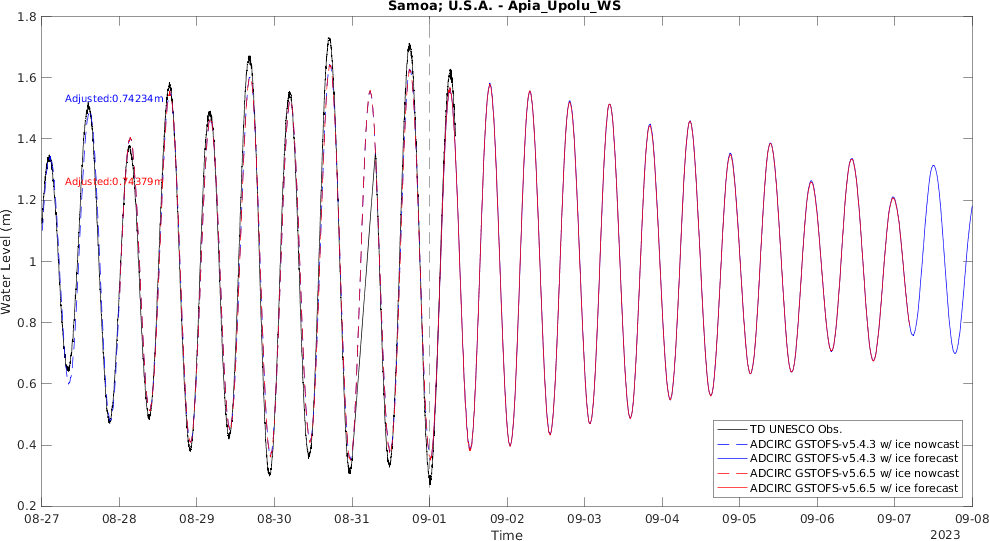 Samoa; U.S.A. - Apia_Upolu_WS
1.8
1.6
1.4
1.2
1
0.8
0.6
0.4
0.2
Water Level (m)
Adjusted:0.74234m
Adjusted:0.74379m
TD UNESCO Obs.
ADCIRC GSTOFS-v5.4.3 w/ ice nowcast
ADCIRC GSTOFS-v5.4.3 w/ ice forecast
ADCIRC GSTOFS-v5.6.5 w/ ice nowcast
ADCIRC GSTOFS-v5.6.5 w/ ice forecast
08-27 08-28 08-29 08-30 08-31 09-01 09-02 09-03 09-04 09-05 09-06 09-07 09-08
Time
2023